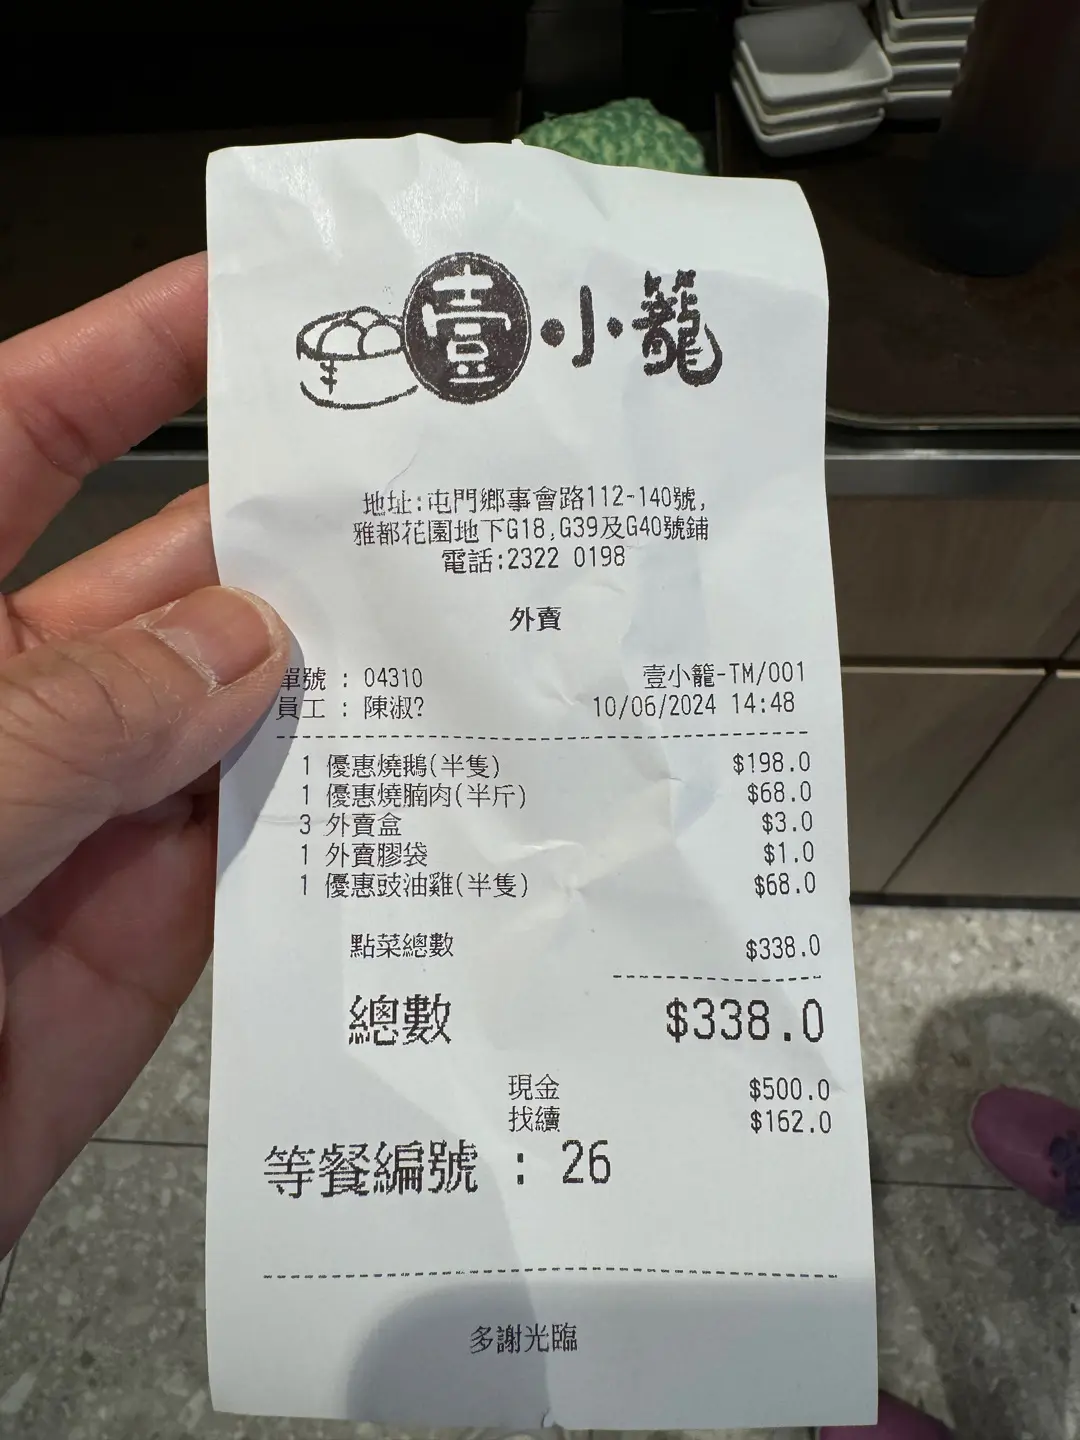 壹·小·籠
地址:屯門鄉事會路112-140號,
雅都花園地下G18,G39及G40號鋪
電話:2322 0198
外賣
單號 : 04310 壹小籠-TM/001
員工 : 陳淑? 10/06/2024 14:48
1 優惠燒鵝(半隻) $198.0
1 優惠燒腩肉(半斤) $68.0
3 外賣盒 $3.0
1 外賣膠袋 $1.0
1 優惠豉油雞(半隻) $68.0
點菜總數 $338.0
總數 $338.0
現金 $500.0
找續 $162.0
等餐編號 : 26
多謝光臨